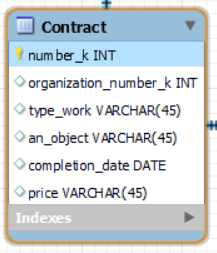 Contract
number_k INT
organization_number_k INT
type_work VARCHAR(45)
an_object VARCHAR(45)
completion_date DATE
price VARCHAR(45)
Indexes